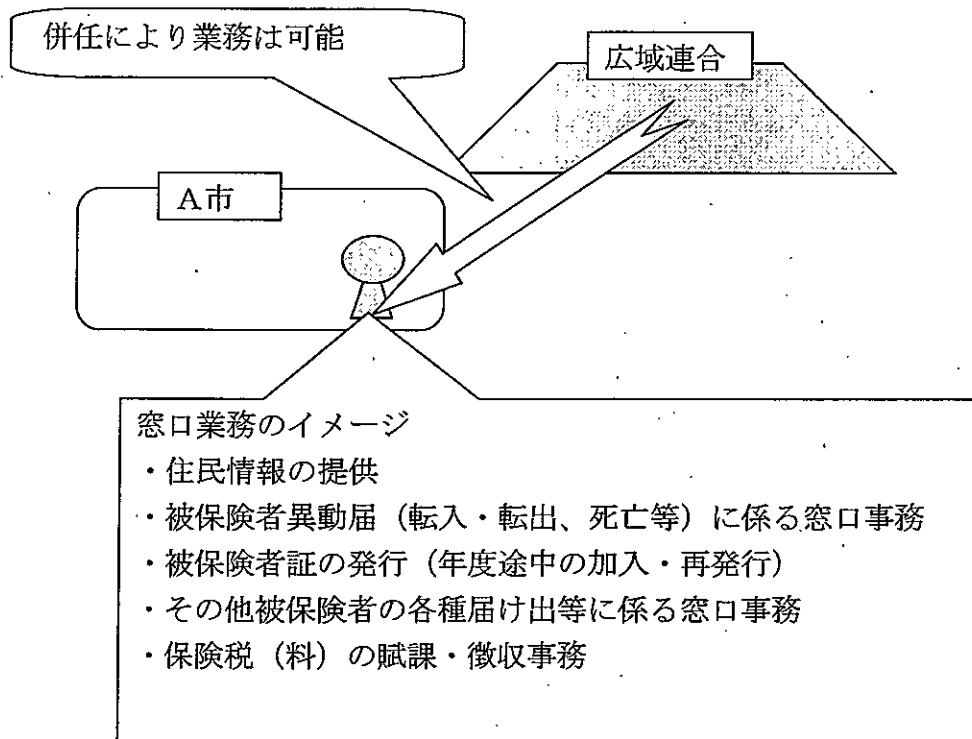 併任により業務は可能
広域連合
A市
窓口業務のイメージ
・住民情報の提供
・被保険者異動届（転入・転出、死亡等）に係る窓口事務
・被保険者証の発行（年度途中の加入・再発行）
・その他被保険者の各種届け出等に係る窓口事務
・保険税（料）の賦課・徴収事務